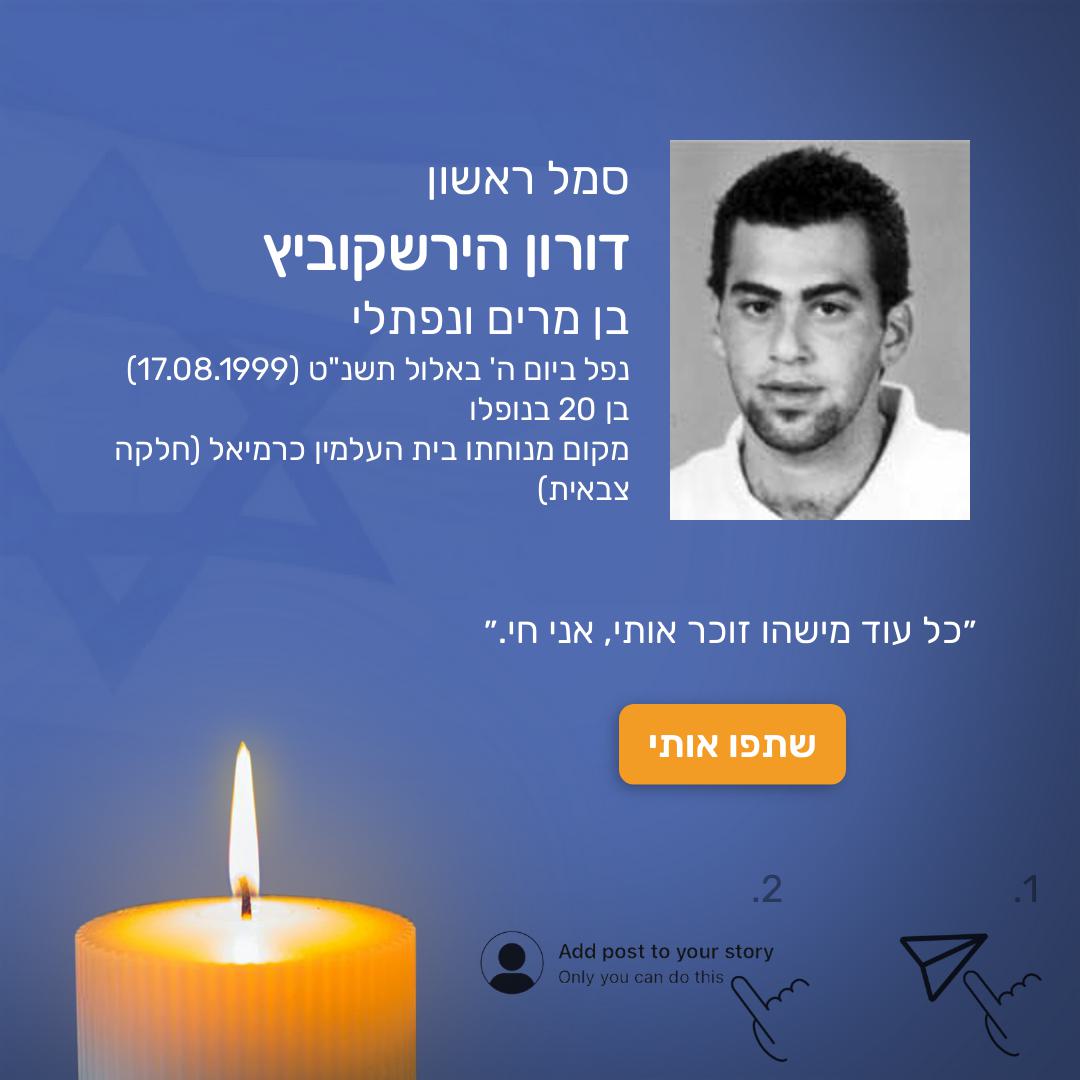 סמל ראשון
דורון הירשקוביץ
בן מרים ונפתלי
נפל ביום ה' באלול תשנ"ט (17.08.1999)
בן 20 בנופלו
מקום מנוחתו בית העלמין כרמיאל (חלקה
צבאית)
״כל עוד מישהו זוכר אותי, אני חי.״
שתפו אותי
1.
2.
Add post to your story
Only you can do this